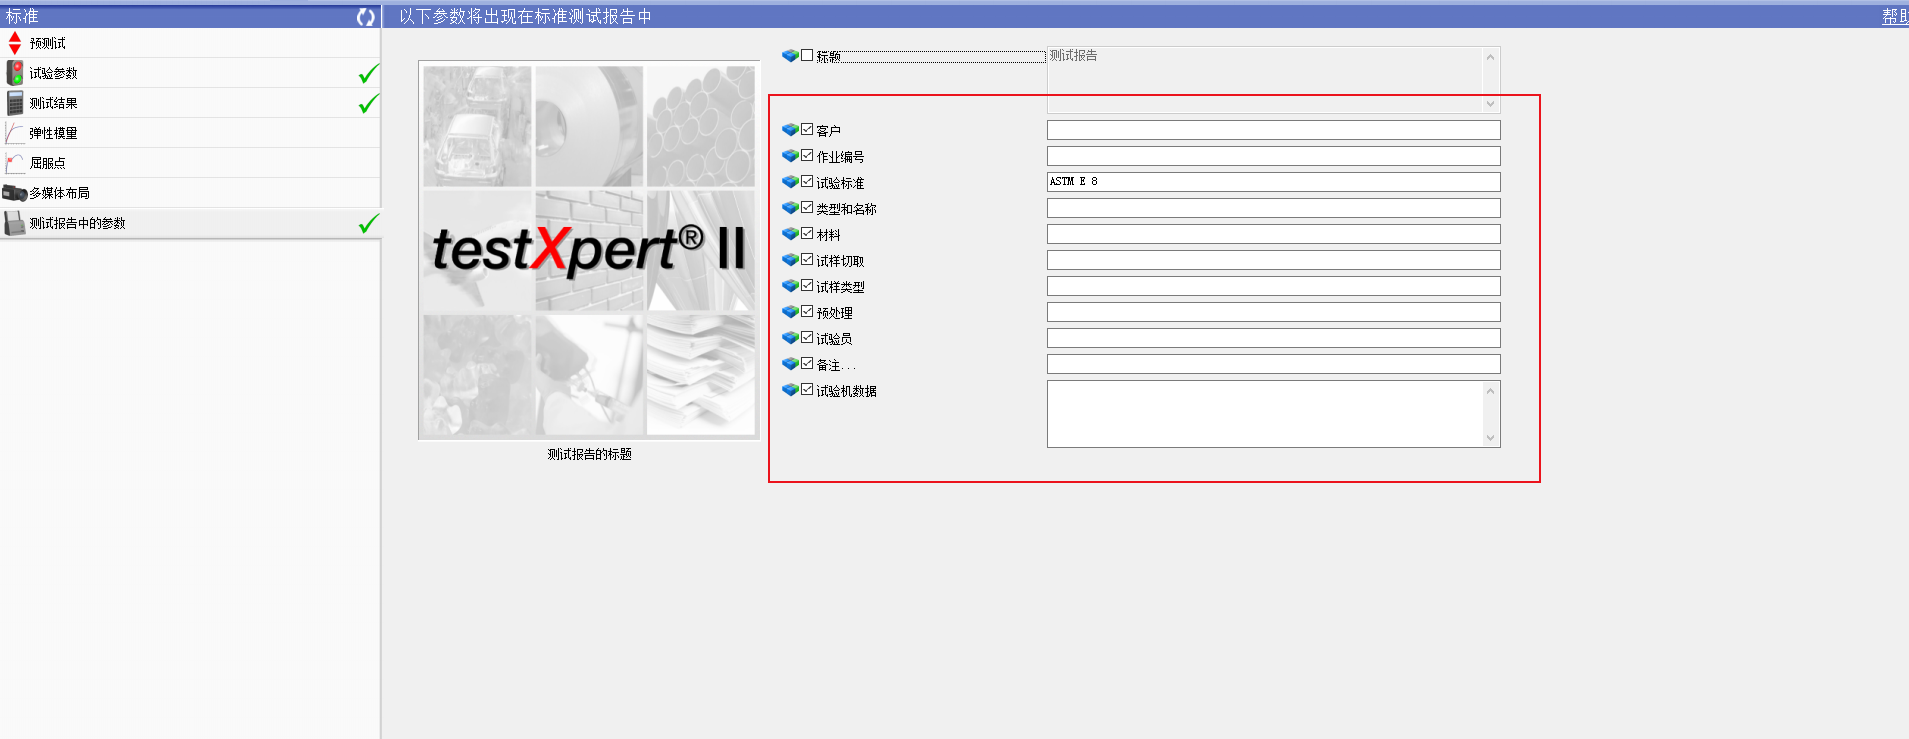 标准
预测试
试验参数
测试结果
弹性模量
屈服点
多媒体布局
测试报告中的参数
以下参数将出现在标准测试报告中
帮助
testXpert® II
测试报告的标题
标题
测试报告
客户
作业编号
试验标准
ASTM E 8
类型和名称
材料
试样切取
试样类型
预处理
试验员
备注...
试验机数据